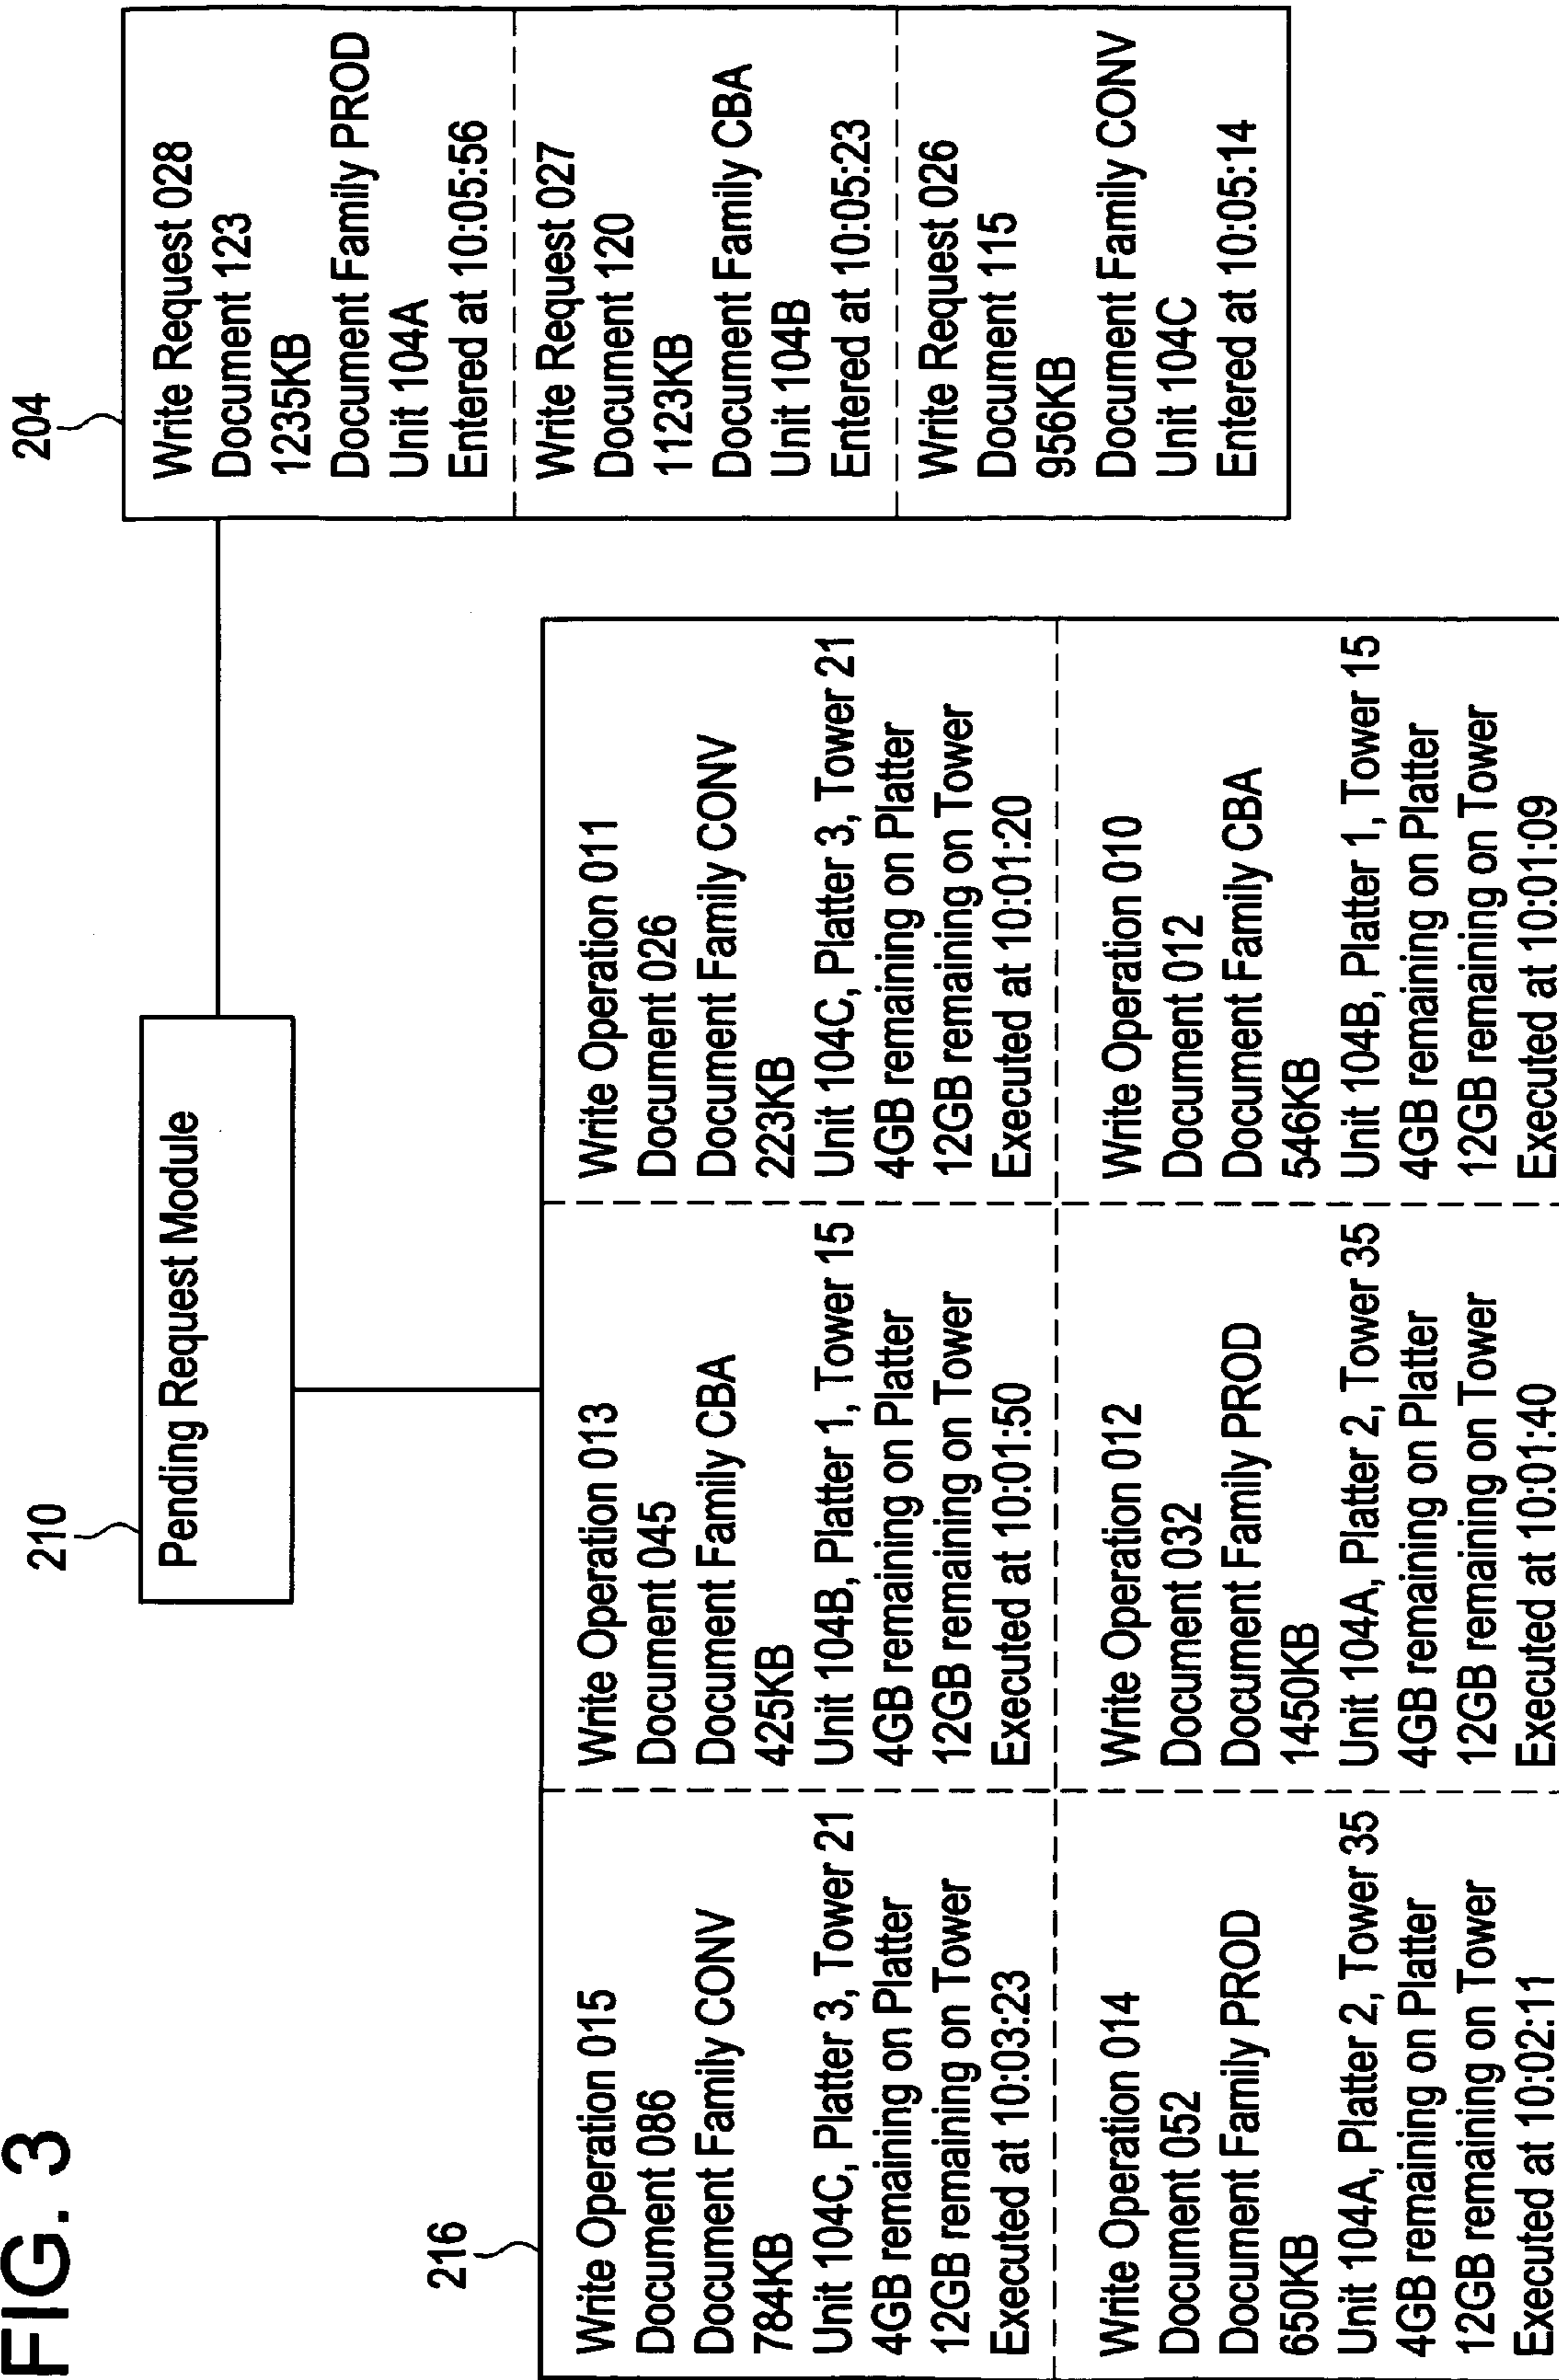 FIG. 3
210
Pending Request Module
204
Write Request 028
Document 123
1235KB
Document Family PROD
Unit 104A
Entered at 10:05:56
Write Request 027
Document 120
1123KB
Document Family CBA
Unit 104B
Entered at 10:05:23
Write Request 026
Document 115
956KB
Document Family CONV
Unit 104C
Entered at 10:05:14
216
Write Operation 015
Document 086
Document Family CONV
784KB
Unit 104C, Platter 3, Tower 21
4GB remaining on Platter
12GB remaining on Tower
Executed at 10:03:23
Write Operation 013
Document 045
Document Family CBA
425KB
Unit 104B, Platter 1, Tower 15
4GB remaining on Platter
12GB remaining on Tower
Executed at 10:01:50
Write Operation 011
Document 026
Document Family CONV
223KB
Unit 104C, Platter 3, Tower 21
4GB remaining on Platter
12GB remaining on Tower
Executed at 10:01:20
Write Operation 014
Document 052
Document Family PROD
650KB
Unit 104A, Platter 2, Tower 35
4GB remaining on Platter
12GB remaining on Tower
Executed at 10:02:11
Write Operation 012
Document 032
Document Family PROD
1450KB
Unit 104A, Platter 2, Tower 35
4GB remaining on Platter
12GB remaining on Tower
Executed at 10:01:40
Write Operation 010
Document 012
Document Family CBA
546KB
Unit 104B, Platter 1, Tower 15
4GB remaining on Platter
12GB remaining on Tower
Executed at 10:01:09